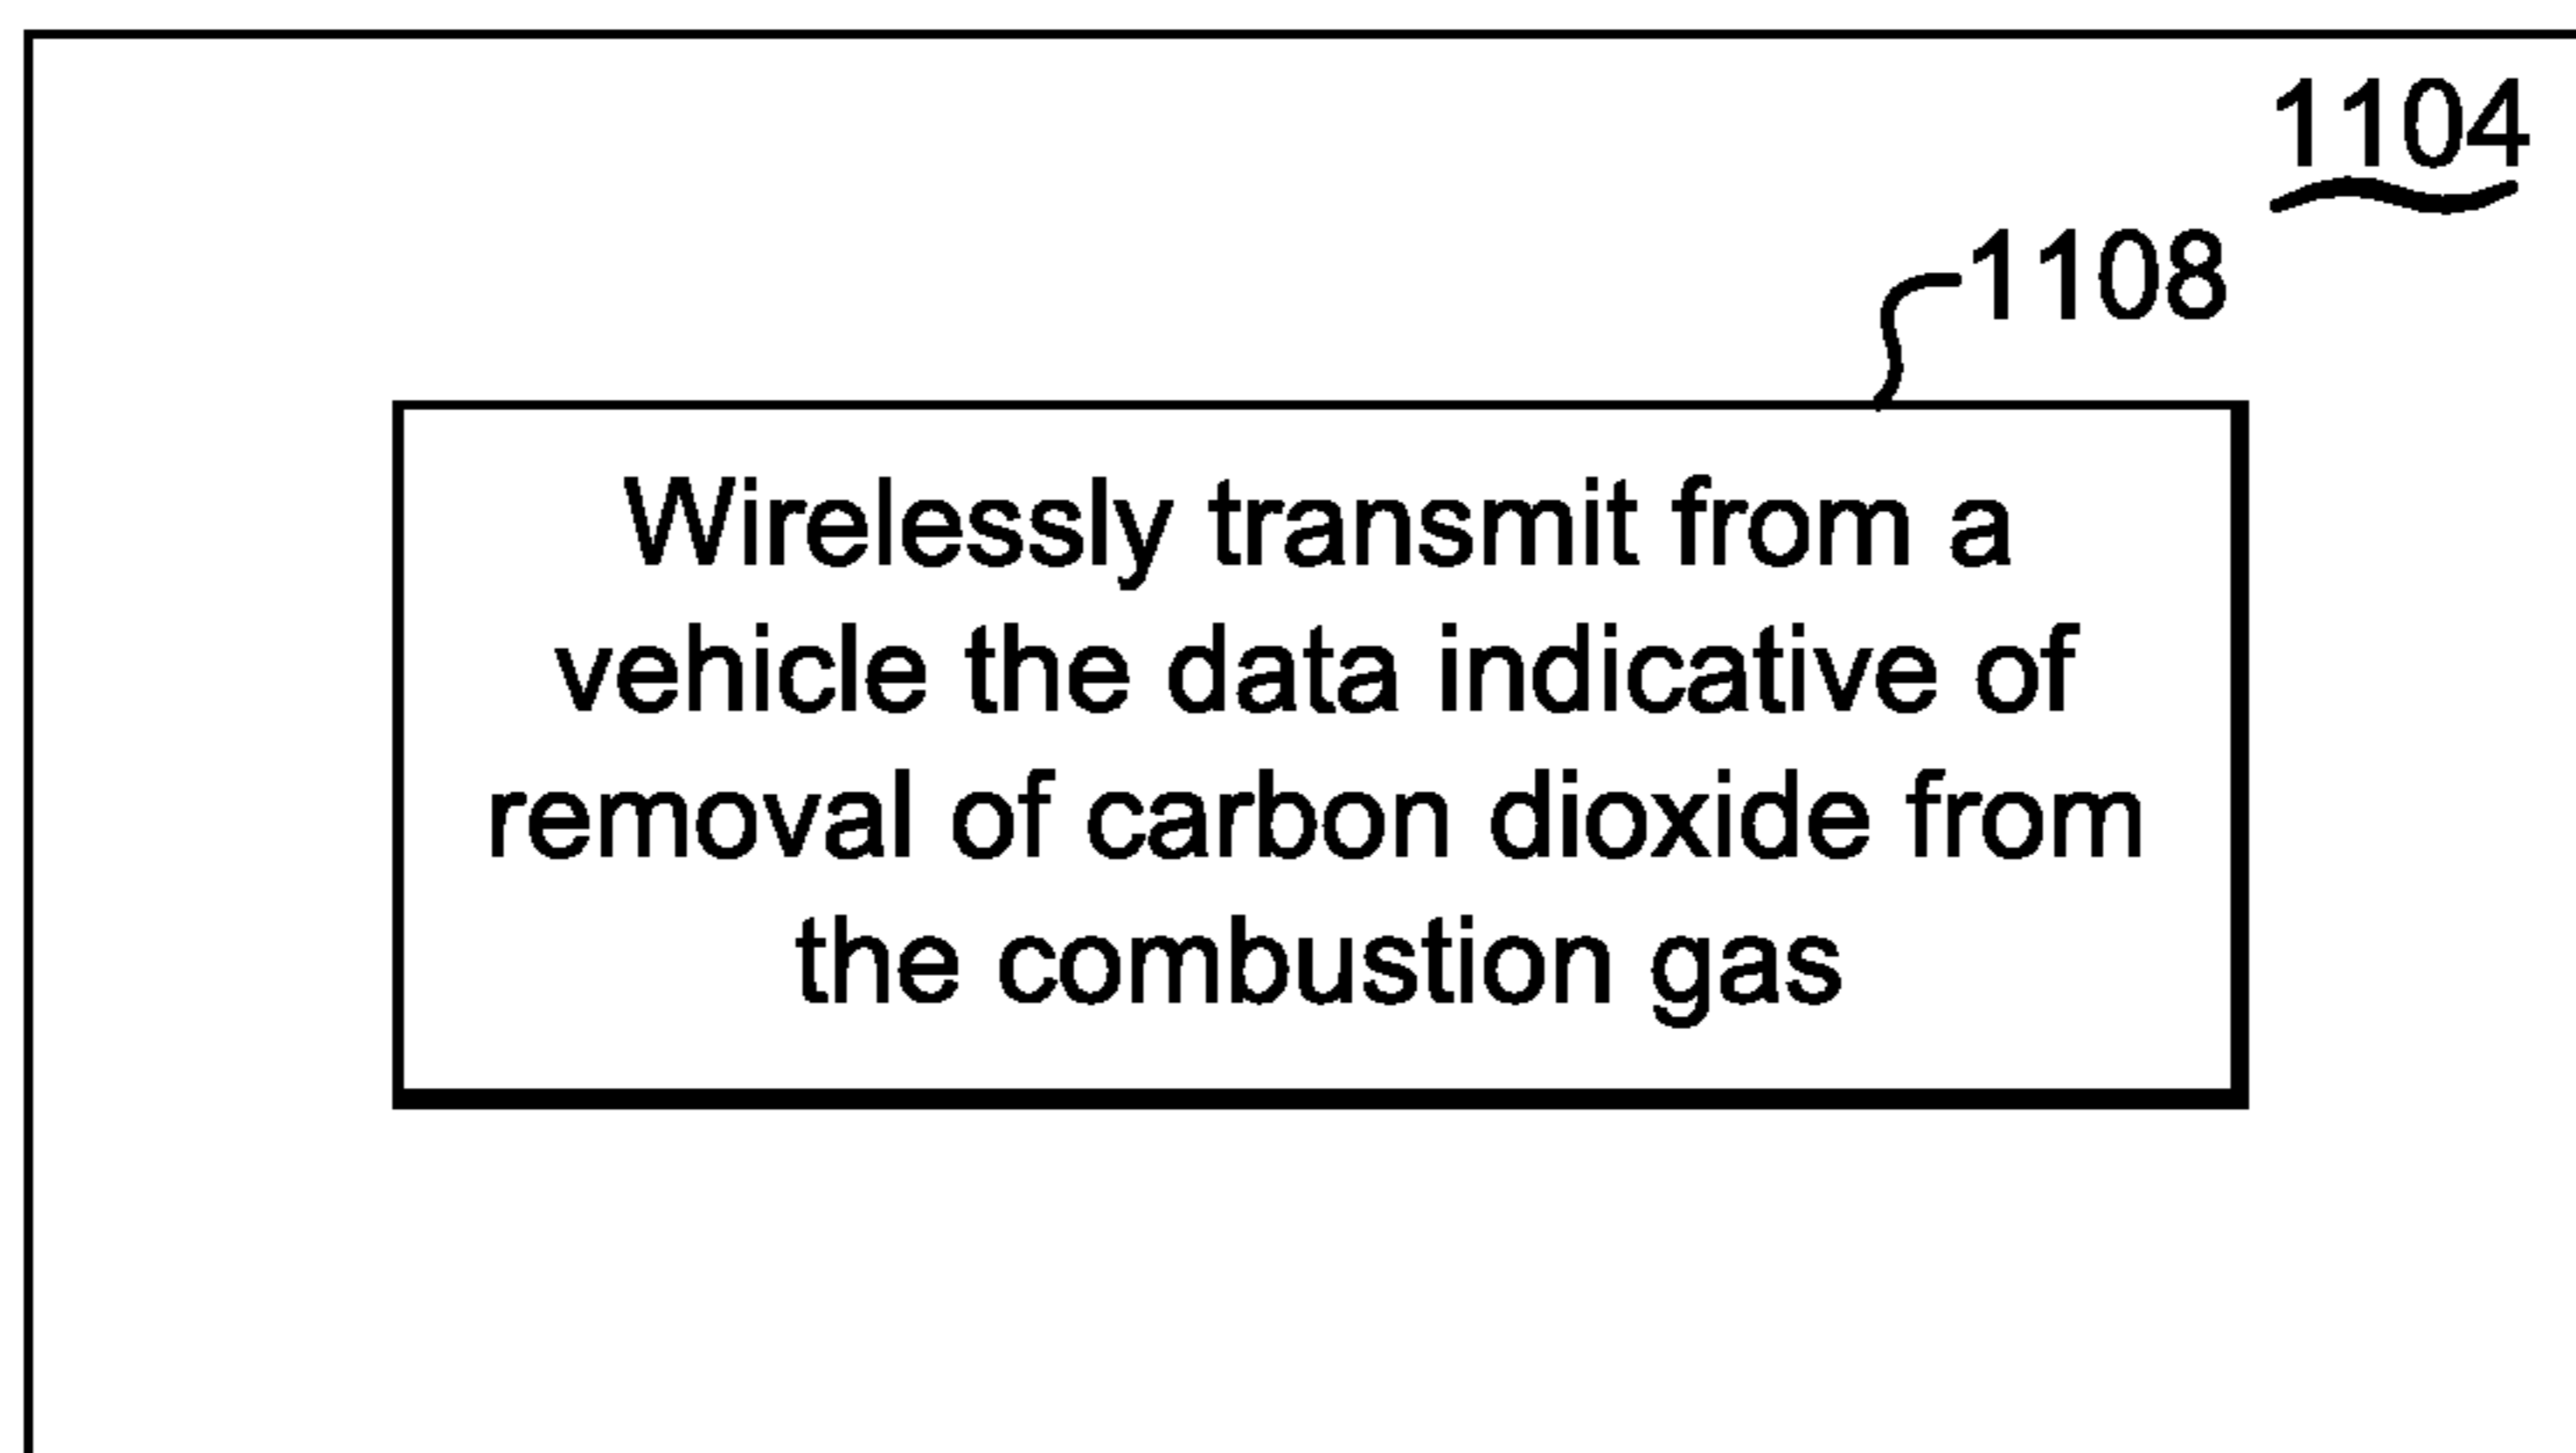 1104
1108
Wirelessly transmit from a
vehicle the data indicative of
removal of carbon dioxide from
the combustion gas